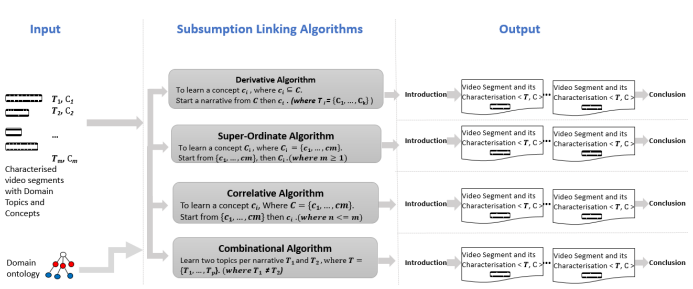 Input
Subsumption Linking Algorithms
Output
T₁, C₁
T₂, C₂
...
Tₘ, Cₘ
Characterised
video segments
with Domain
Topics and
Concepts
Domain
ontology
Derivative Algorithm
To learn a concept cᵢ , where cᵢ ⊆ C.
Start a narrative from C then cᵢ . (where T ᵢ = {C₁, ..., Cₖ} )
Introduction
Video Segment and its
Characterisation < T, C >
...
Video Segment and its
Characterisation < T, C >
Conclusion
Super-Ordinate Algorithm
To learn a concept Cᵢ , where Cᵢ = {c₁, ..., cm}.
Start from {c₁, ..., cm}, then Cᵢ .(where m ≥ 1)
Introduction
Video Segment and its
Characterisation < T, C >
...
Video Segment and its
Characterisation < T, C >
Conclusion
Correlative Algorithm
To learn a concept cᵢ, Where C = {c₁, ..., cm}.
Start from {c₁, ..., cm} then cᵢ .(where n <= m)
Introduction
Video Segment and its
Characterisation < T, C >
...
Video Segment and its
Characterisation < T, C >
Conclusion
Combinational Algorithm
Learn two topics per narrative T₁ and T₂, where T =
{T₁, ..., Tₚ}. (where T₁ ≠ T₂)
Introduction
Video Segment and its
Characterisation < T, C >
...
Video Segment and its
Characterisation < T, C >
Conclusion